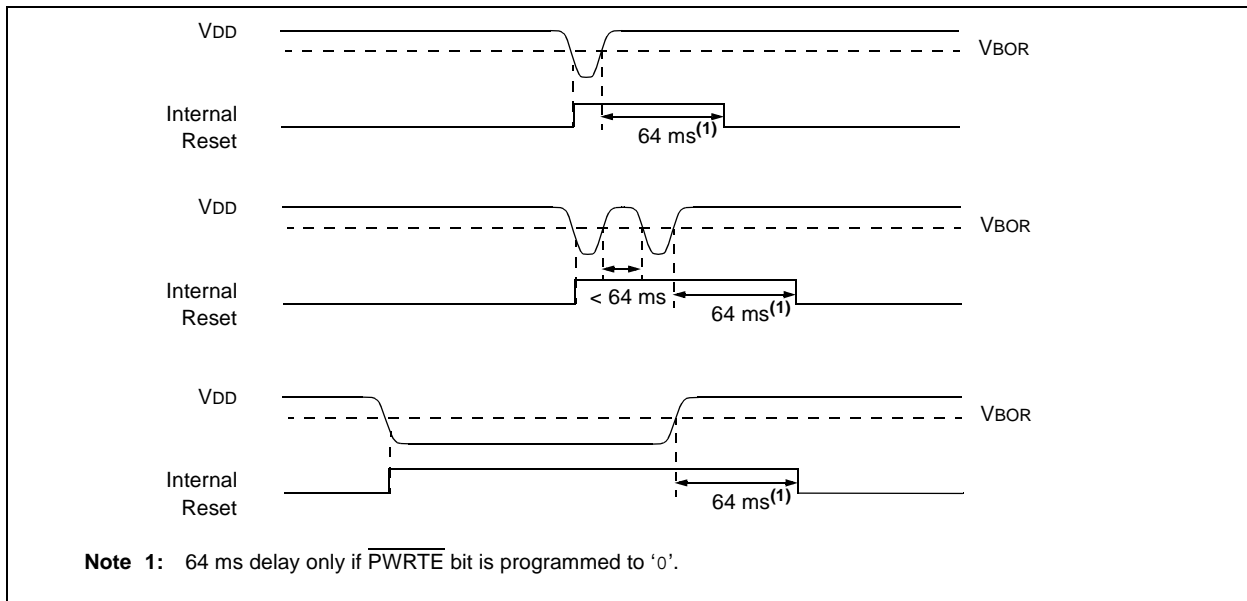 VDD
VBOR
Internal
Reset
64 ms(1)
VDD
VBOR
Internal
Reset
< 64 ms
64 ms(1)
VDD
VBOR
Internal
Reset
64 ms(1)
Note 1: 64 ms delay only if PWRTE bit is programmed to ‘0’.